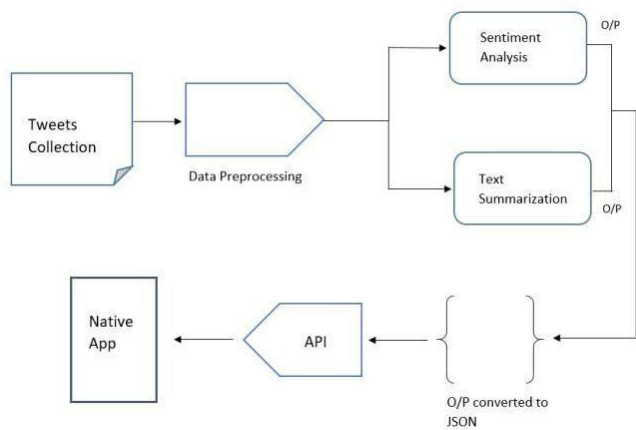 Sentiment
Analysis
O/P
Tweets
Collection
Data Preprocessing
Text
Summarization
O/P
Native
App
API
O/P converted to
JSON